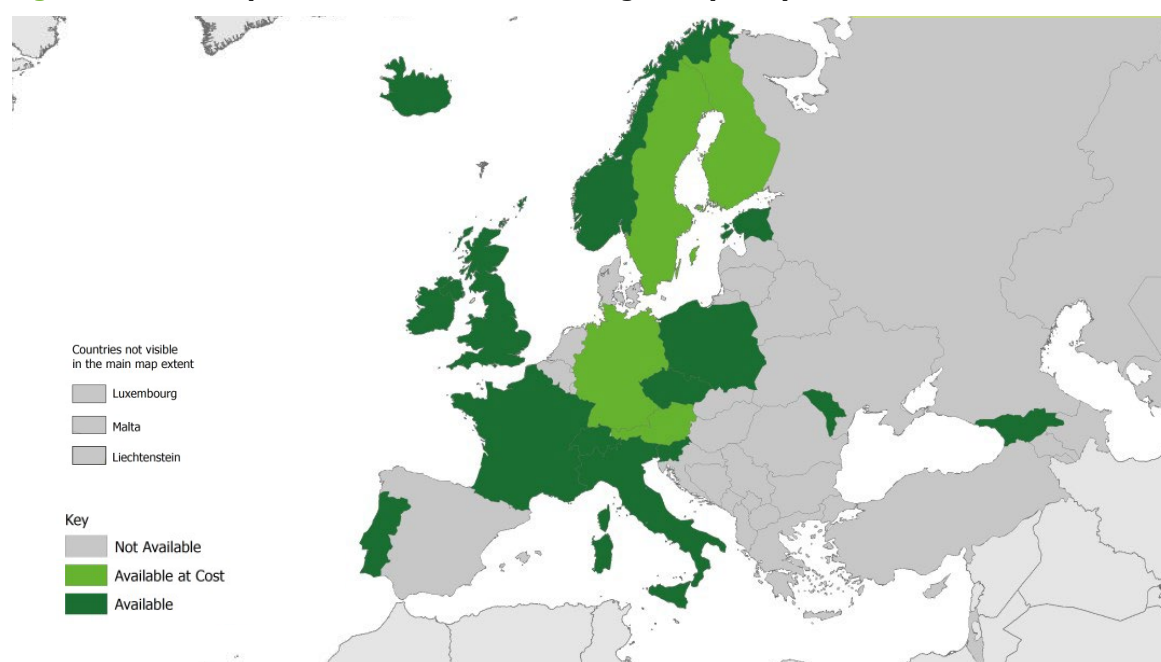 Countries not visible
in the main map extent
Luxembourg
Malta
Liechtenstein
Key
Not Available
Available at Cost
Available